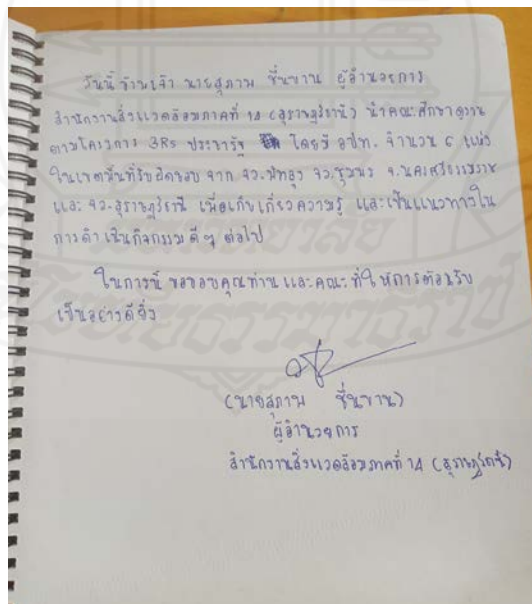 วันนี้ข้าพเจ้า นายสุภาพ ชื่นบาน ผู้อำนวยการ
สำนักงานสิ่งแวดล้อมภาคที่ 14 (สุราษฎร์ธานี) นำคณะศึกษาดูงาน
ตามโครงการ 3Rs ประชารัฐ โดยมี อปท. จำนวน 6 แห่ง
ในเขตพื้นที่รับผิดชอบ จาก จว.พัทลุง จว.ชุมพร จ.นครศรีธรรมราช
และ จว.สุราษฎร์ธานี เพื่อเก็บเกี่ยวความรู้ และเป็นแนวทางใน
การดำเนินกิจกรรมดีๆ ต่อไป
ในการนี้ ขอขอบคุณท่านและคณะ ที่ให้การต้อนรับ
เป็นอย่างดียิ่ง
(นายสุภาพ ชื่นบาน)
ผู้อำนวยการ
สำนักงานสิ่งแวดล้อมภาคที่ 14 (สุราษฎร์ธานี)